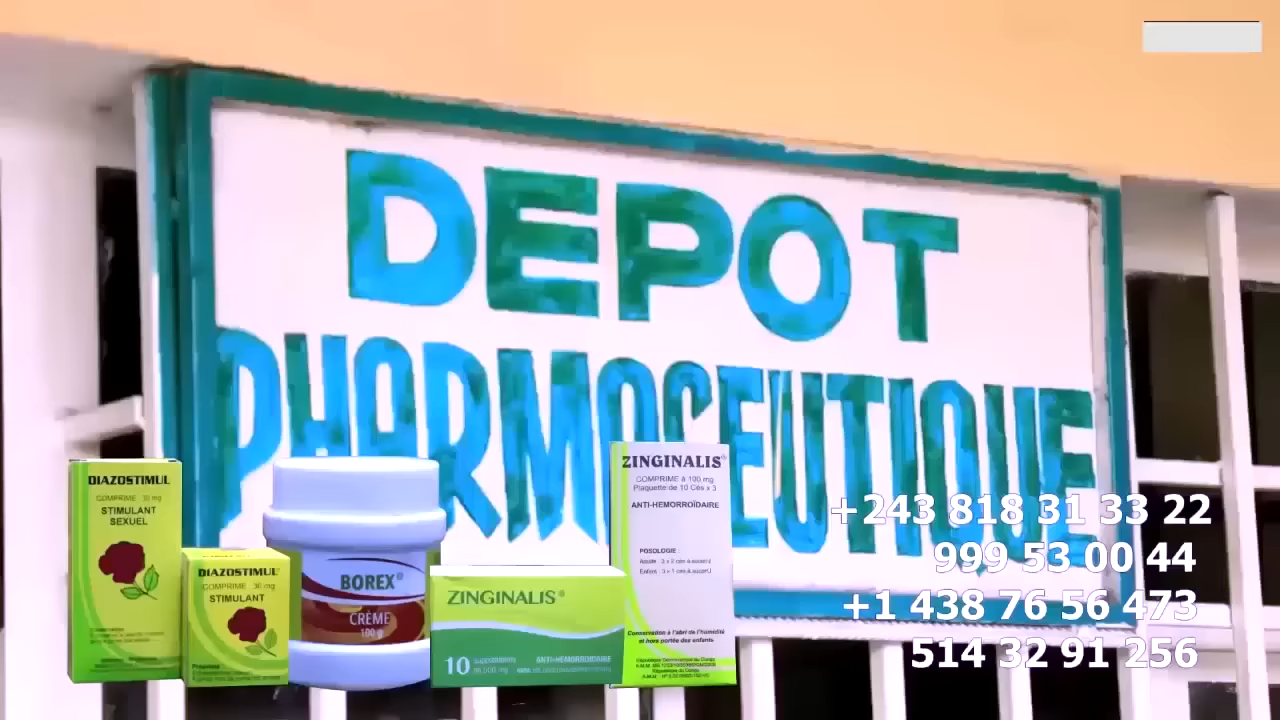 DEPOT
PHARMACEUTIQUE
DIAZOSTIMUL
COMPRIME 30 mg
STIMULANT
SEXUEL
DIAZOSTIMUL
COMPRIME 30 mg
STIMULANT
BOREX®
CRÈME
100 g
ZINGINALIS®
10
ANTI-HEMORROÏDAIRE
ZINGINALIS®
COMPRIME à 100 mg
Plaquette de 10 Cès x 3
ANTI-HEMORROÏDAIRE
POSOLOGIE :
Conservation à l'abri de l'humidité
et hors portée des enfants
+243 818 31 33 22
999 53 00 44
+1 438 76 56 473
514 32 91 256